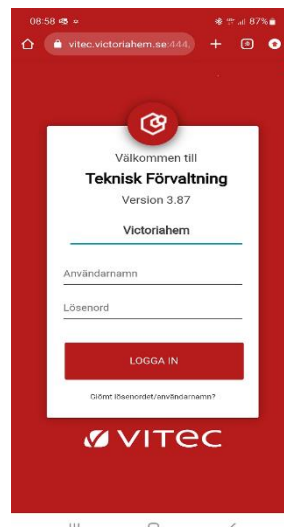 08:58
87%
vitec.victoriahem.se:444.
Välkommen till
Teknisk Förvaltning
Version 3.87
Victoriahem
Användarnamn
Lösenord
LOGGA IN
Glömt lösenordet/användarnamn?
VITEC